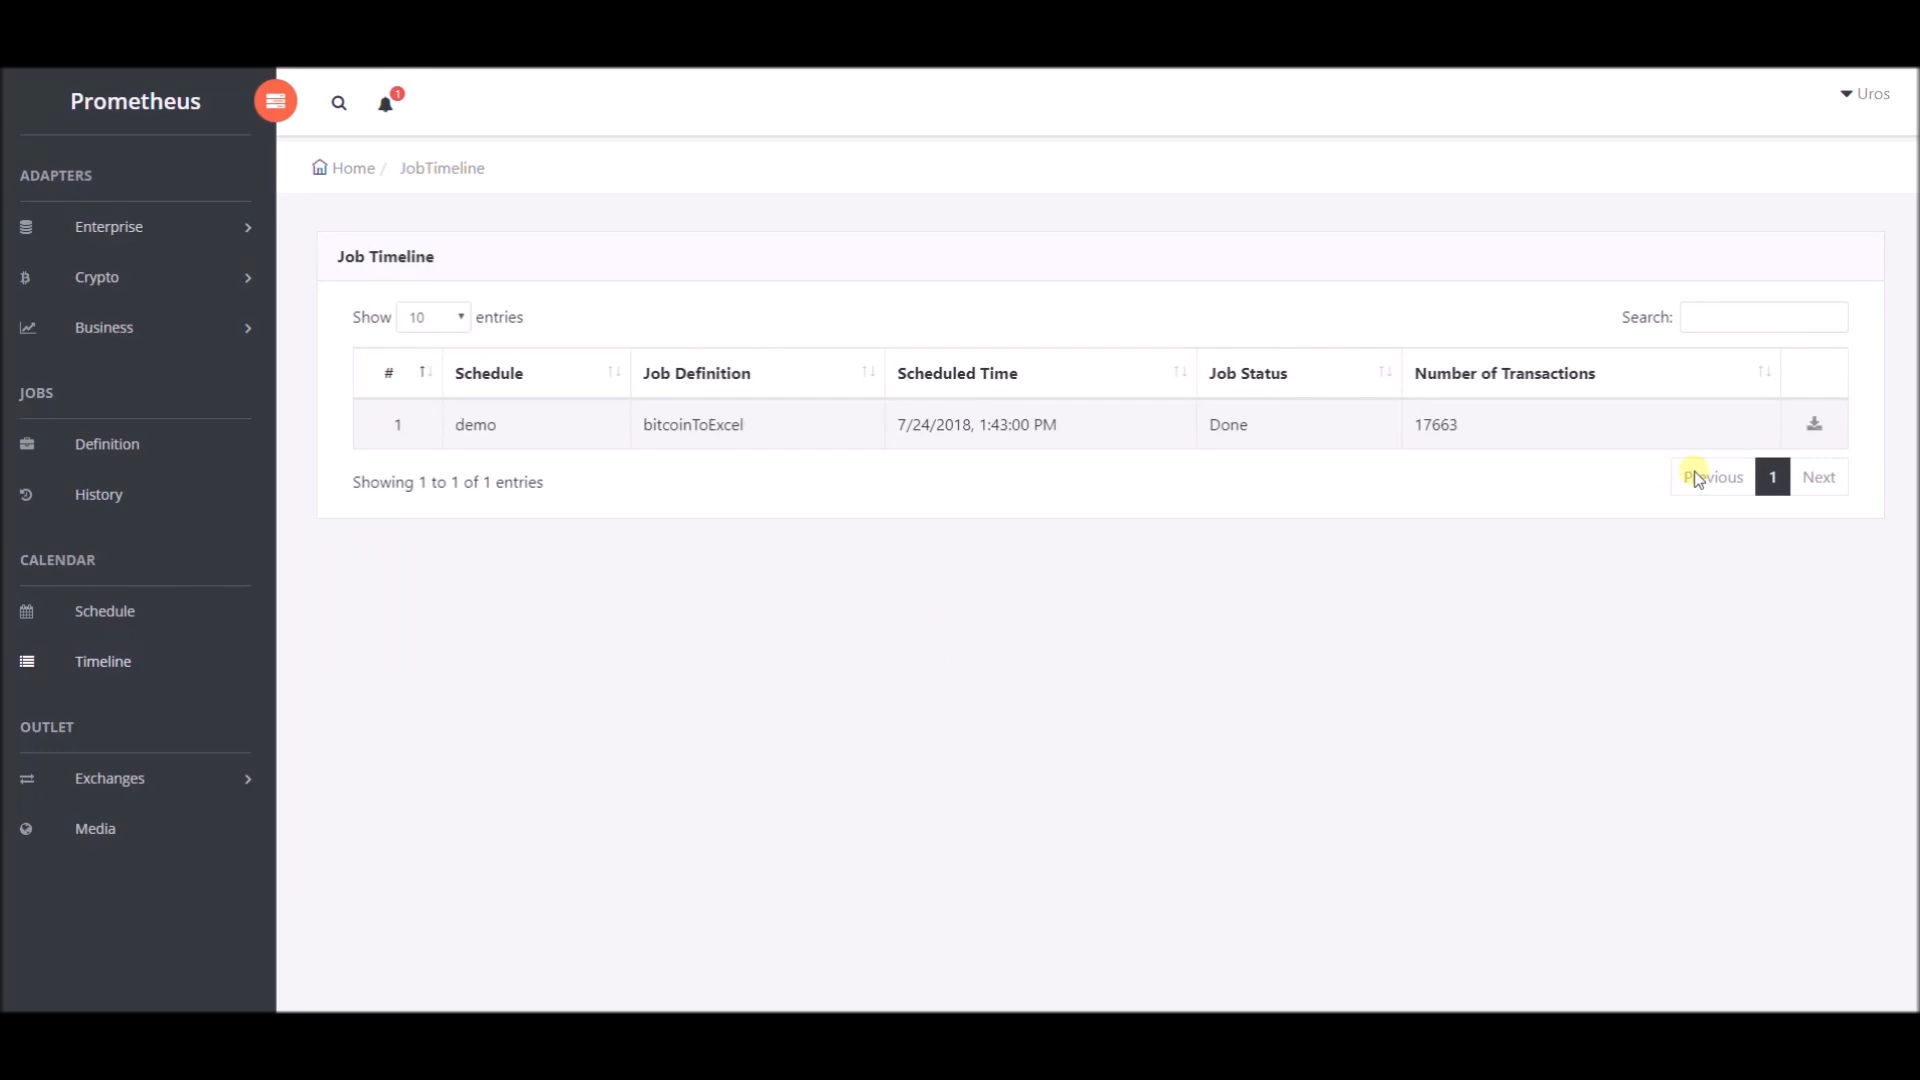 Prometheus
1
Uros
Home / JobTimeline
ADAPTERS
Enterprise
Crypto
Business
JOBS
Definition
History
CALENDAR
Schedule
Timeline
OUTLET
Exchanges
Media
Job Timeline
Show 10 entries
Search:
# Schedule Job Definition Scheduled Time Job Status Number of Transactions
1 demo bitcoinToExcel 7/24/2018, 1:43:00 PM Done 17663
Showing 1 to 1 of 1 entries
Previous 1 Next